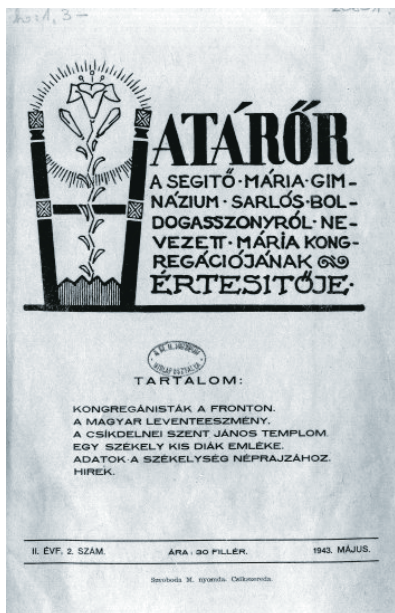 HATÁRŐR
A SEGITŐ·MÁRIA·GIM-
NÁZIUM·SARLÓS·BOL-
DOGASSZONYRÓL·NE-
VEZETT·MÁRIA KONG-
REGÁCIÓJÁNAK
ÉRTESITŐJE·
TARTALOM:
KONGREGÁNISTÁK A FRONTON.
A MAGYAR LEVENTEESZMÉNY.
A CSÍKDELNEI SZENT JÁNOS TEMPLOM.
EGY SZÉKELY KIS DIÁK EMLÉKE.
ADATOK A SZÉKELYSÉG NÉPRAJZÁHOZ.
HIREK.
II. ÉVF. 2. SZÁM.
ÁRA: 30 FILLÉR.
1943. MÁJUS.
Szvoboda M. nyomda. Csikszereda.